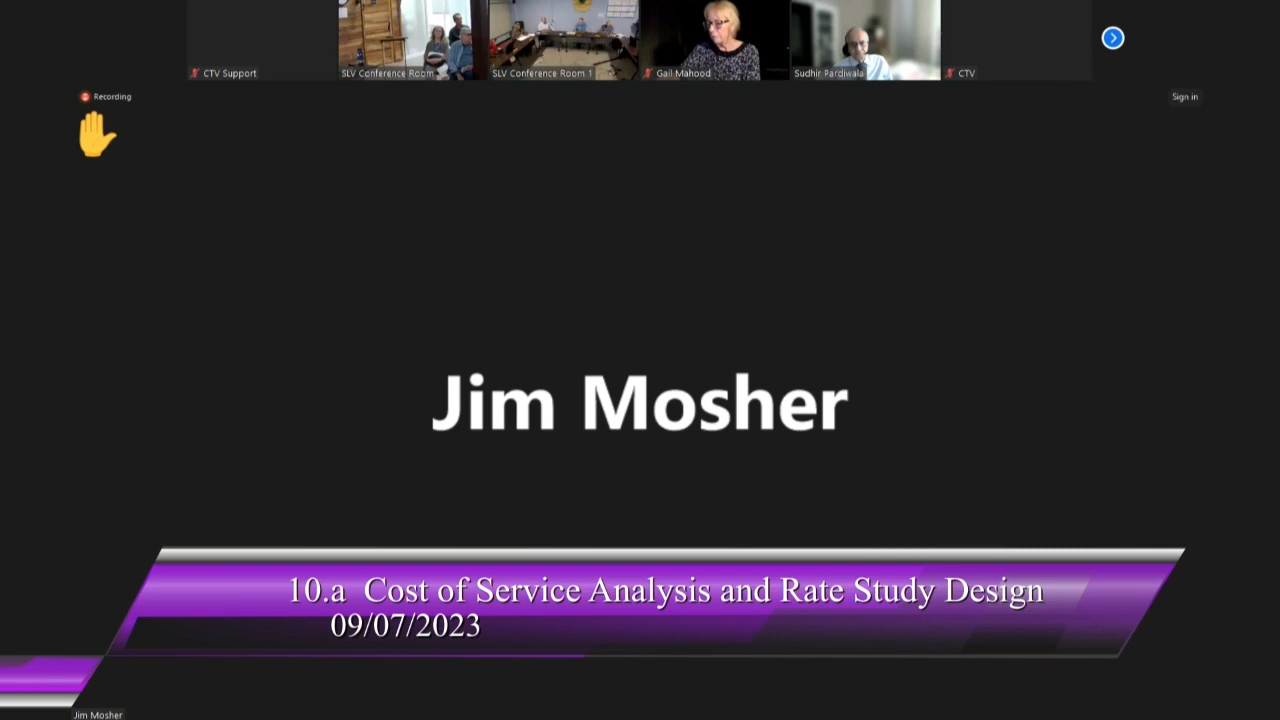 CTV Support
SLV Conference Room
SLV Conference Room 1
Gail Mahood
Sudhir Pardiwala
CTV
Recording
Sign in
Jim Mosher
10.a Cost of Service Analysis and Rate Study Design
09/07/2023
Jim Mosher